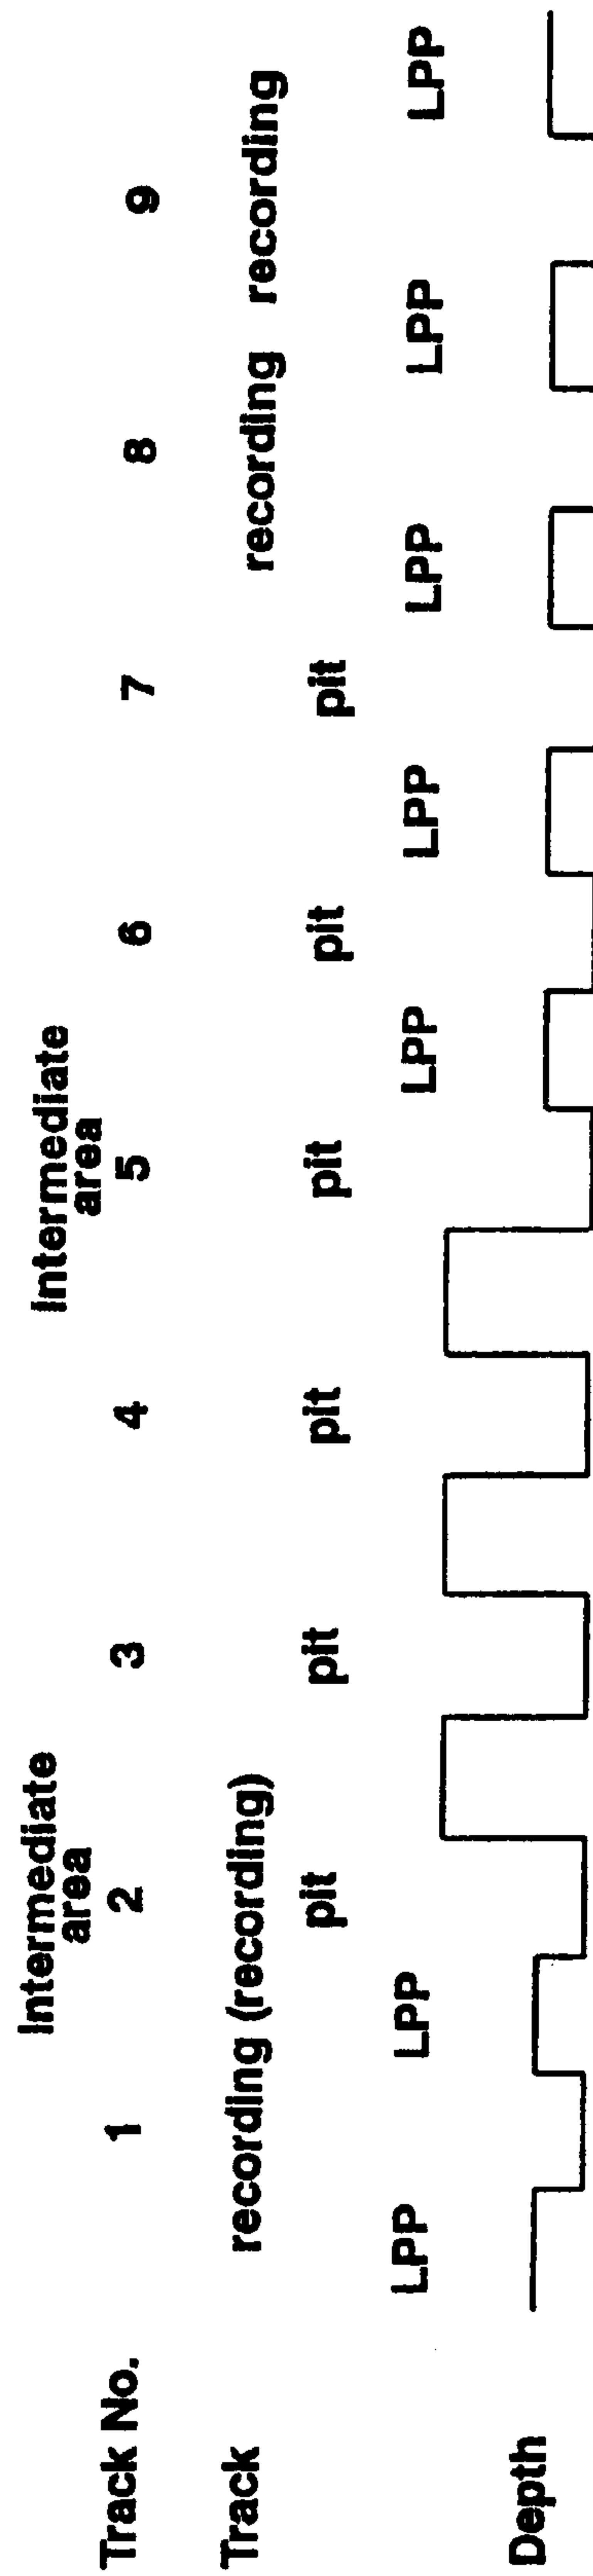 Intermediate area Intermediate area
Track No. 1 2 3 4 5 6 7 8 9
Track recording (recording) recording recording
pit pit pit pit pit pit
LPP LPP LPP LPP LPP LPP LPP
Depth